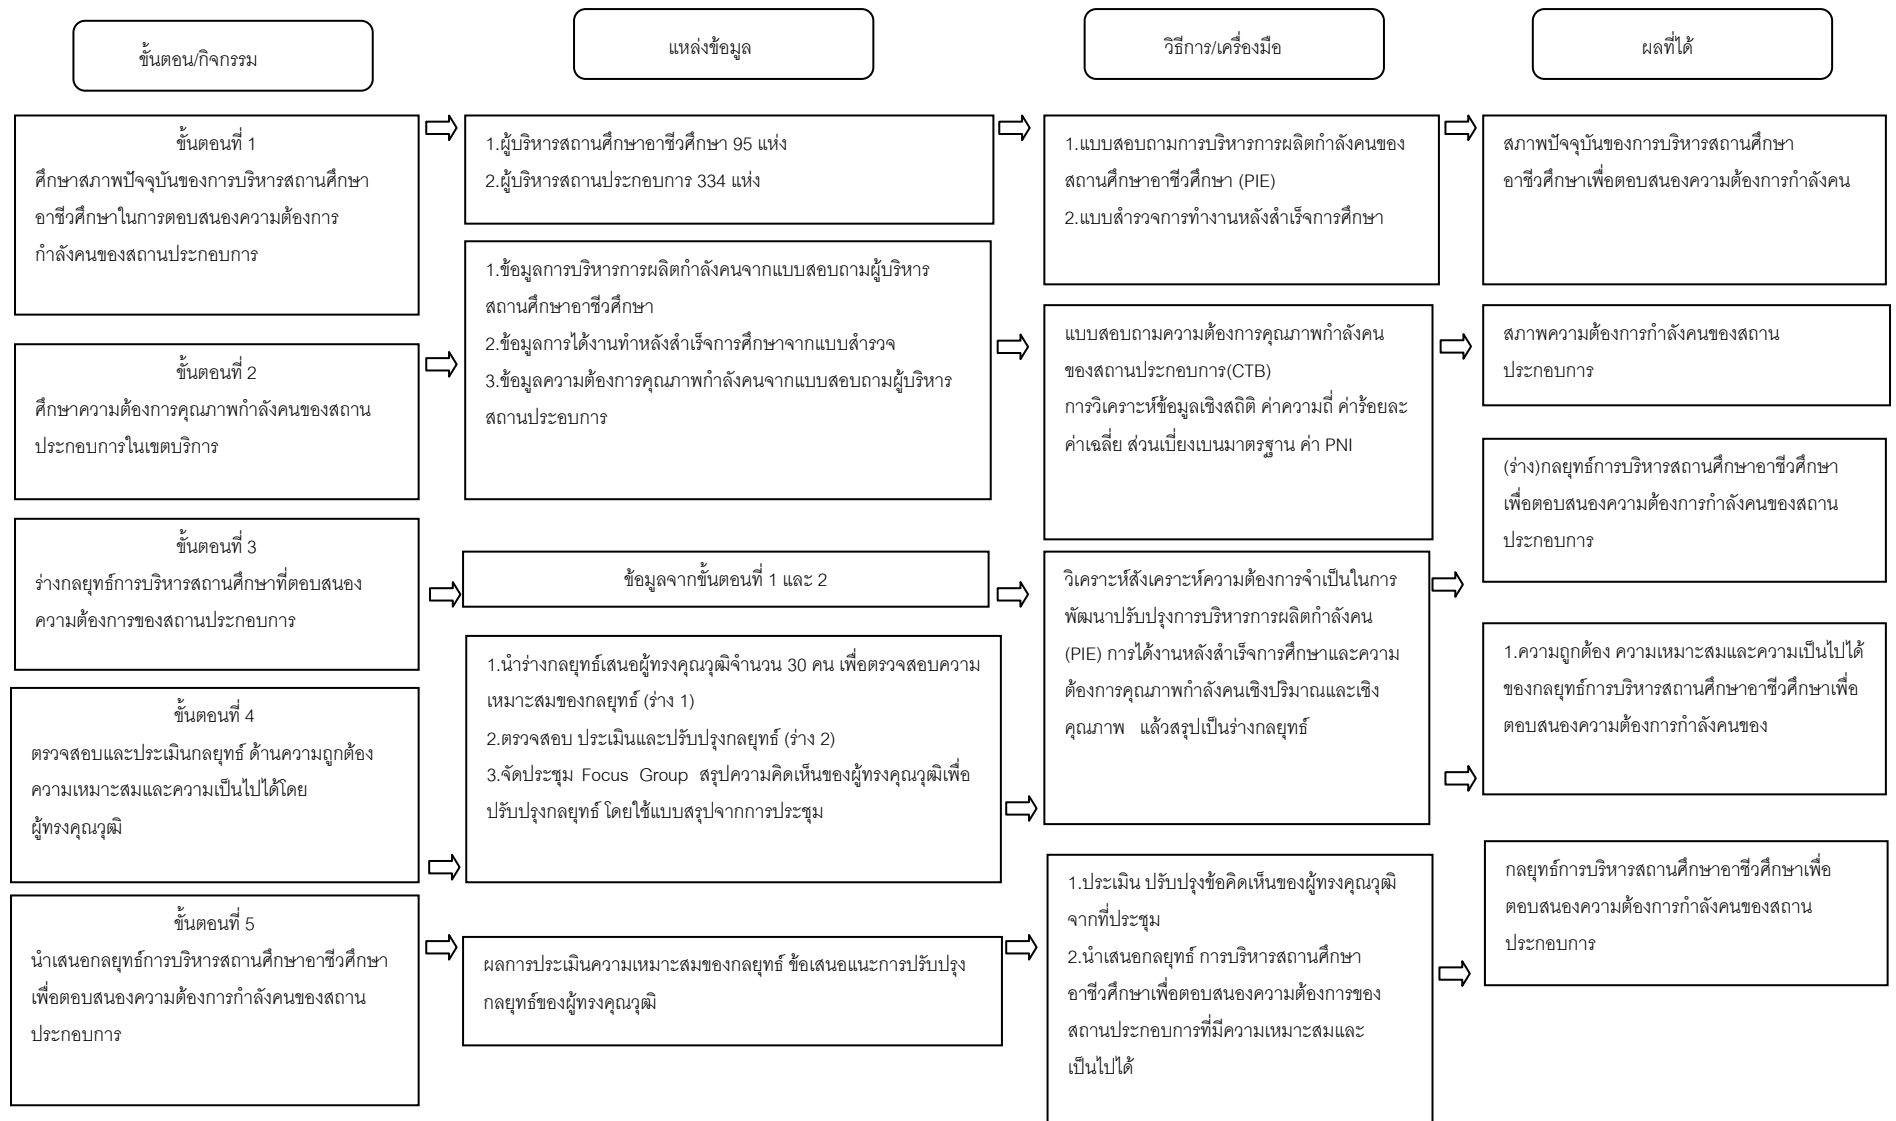 ขั้นตอน/กิจกรรม
แหล่งข้อมูล
วิธีการ/เครื่องมือ
ผลที่ได้
ขั้นตอนที่ 1
ศึกษาสภาพปัจจุบันของการบริหารสถานศึกษา
อาชีวศึกษาในการตอบสนองความต้องการ
กำลังคนของสถานประกอบการ
1.ผู้บริหารสถานศึกษาอาชีวศึกษา 95 แห่ง
2.ผู้บริหารสถานประกอบการ 334 แห่ง
1.แบบสอบถามการบริหารการผลิตกำลังคนของ
สถานศึกษาอาชีวศึกษา (PIE)
2.แบบสำรวจการทำงานหลังสำเร็จการศึกษา
สภาพปัจจุบันของการบริหารสถานศึกษา
อาชีวศึกษาเพื่อตอบสนองความต้องการกำลังคน
ขั้นตอนที่ 2
ศึกษาความต้องการคุณภาพกำลังคนของสถาน
ประกอบการในเขตบริการ
1.ข้อมูลการบริหารการผลิตกำลังคนจากแบบสอบถามผู้บริหาร
สถานศึกษาอาชีวศึกษา
2.ข้อมูลการได้งานทำหลังสำเร็จการศึกษาจากแบบสำรวจ
3.ข้อมูลความต้องการคุณภาพกำลังคนจากแบบสอบถามผู้บริหาร
สถานประอบการ
แบบสอบถามความต้องการคุณภาพกำลังคน
ของสถานประกอบการ(CTB)
การวิเคราะห์ข้อมูลเชิงสถิติ ค่าความถี่ ค่าร้อยละ
ค่าเฉลี่ย ส่วนเบี่ยงเบนมาตรฐาน ค่า PNI
สภาพความต้องการกำลังคนของสถาน
ประกอบการ
ขั้นตอนที่ 3
ร่างกลยุทธ์การบริหารสถานศึกษาที่ตอบสนอง
ความต้องการของสถานประกอบการ
ข้อมูลจากขั้นตอนที่ 1 และ 2
วิเคราะห์สังเคราะห์ความต้องการจำเป็นในการ
พัฒนาปรับปรุงการบริหารการผลิตกำลังคน
(PIE) การได้งานหลังสำเร็จการศึกษาและความ
ต้องการคุณภาพกำลังคนเชิงปริมาณและเชิง
คุณภาพ แล้วสรุปเป็นร่างกลยุทธ์
(ร่าง)กลยุทธ์การบริหารสถานศึกษาอาชีวศึกษา
เพื่อตอบสนองความต้องการกำลังคนของสถาน
ประกอบการ
ขั้นตอนที่ 4
ตรวจสอบและประเมินกลยุทธ์ ด้านความถูกต้อง
ความเหมาะสมและความเป็นไปได้โดย
ผู้ทรงคุณวุฒิ
1.นำร่างกลยุทธ์เสนอผู้ทรงคุณวุฒิจำนวน 30 คน เพื่อตรวจสอบความ
เหมาะสมของกลยุทธ์ (ร่าง 1)
2.ตรวจสอบ ประเมินและปรับปรุงกลยุทธ์ (ร่าง 2)
3.จัดประชุม Focus Group สรุปความคิดเห็นของผู้ทรงคุณวุฒิเพื่อ
ปรับปรุงกลยุทธ์ โดยใช้แบบสรุปจากการประชุม
1.ความถูกต้อง ความเหมาะสมและความเป็นไปได้
ของกลยุทธ์การบริหารสถานศึกษาอาชีวศึกษาเพื่อ
ตอบสนองความต้องการกำลังคนของ
ขั้นตอนที่ 5
นำเสนอกลยุทธ์การบริหารสถานศึกษาอาชีวศึกษา
เพื่อตอบสนองความต้องการกำลังคนของสถาน
ประกอบการ
ผลการประเมินความเหมาะสมของกลยุทธ์ ข้อเสนอแนะการปรับปรุง
กลยุทธ์ของผู้ทรงคุณวุฒิ
1.ประเมิน ปรับปรุงข้อคิดเห็นของผู้ทรงคุณวุฒิ
จากที่ประชุม
2.นำเสนอกลยุทธ์ การบริหารสถานศึกษา
อาชีวศึกษาเพื่อตอบสนองความต้องการของ
สถานประกอบการที่มีความเหมาะสมและ
เป็นไปได้
กลยุทธ์การบริหารสถานศึกษาอาชีวศึกษาเพื่อ
ตอบสนองความต้องการกำลังคนของสถาน
ประกอบการ